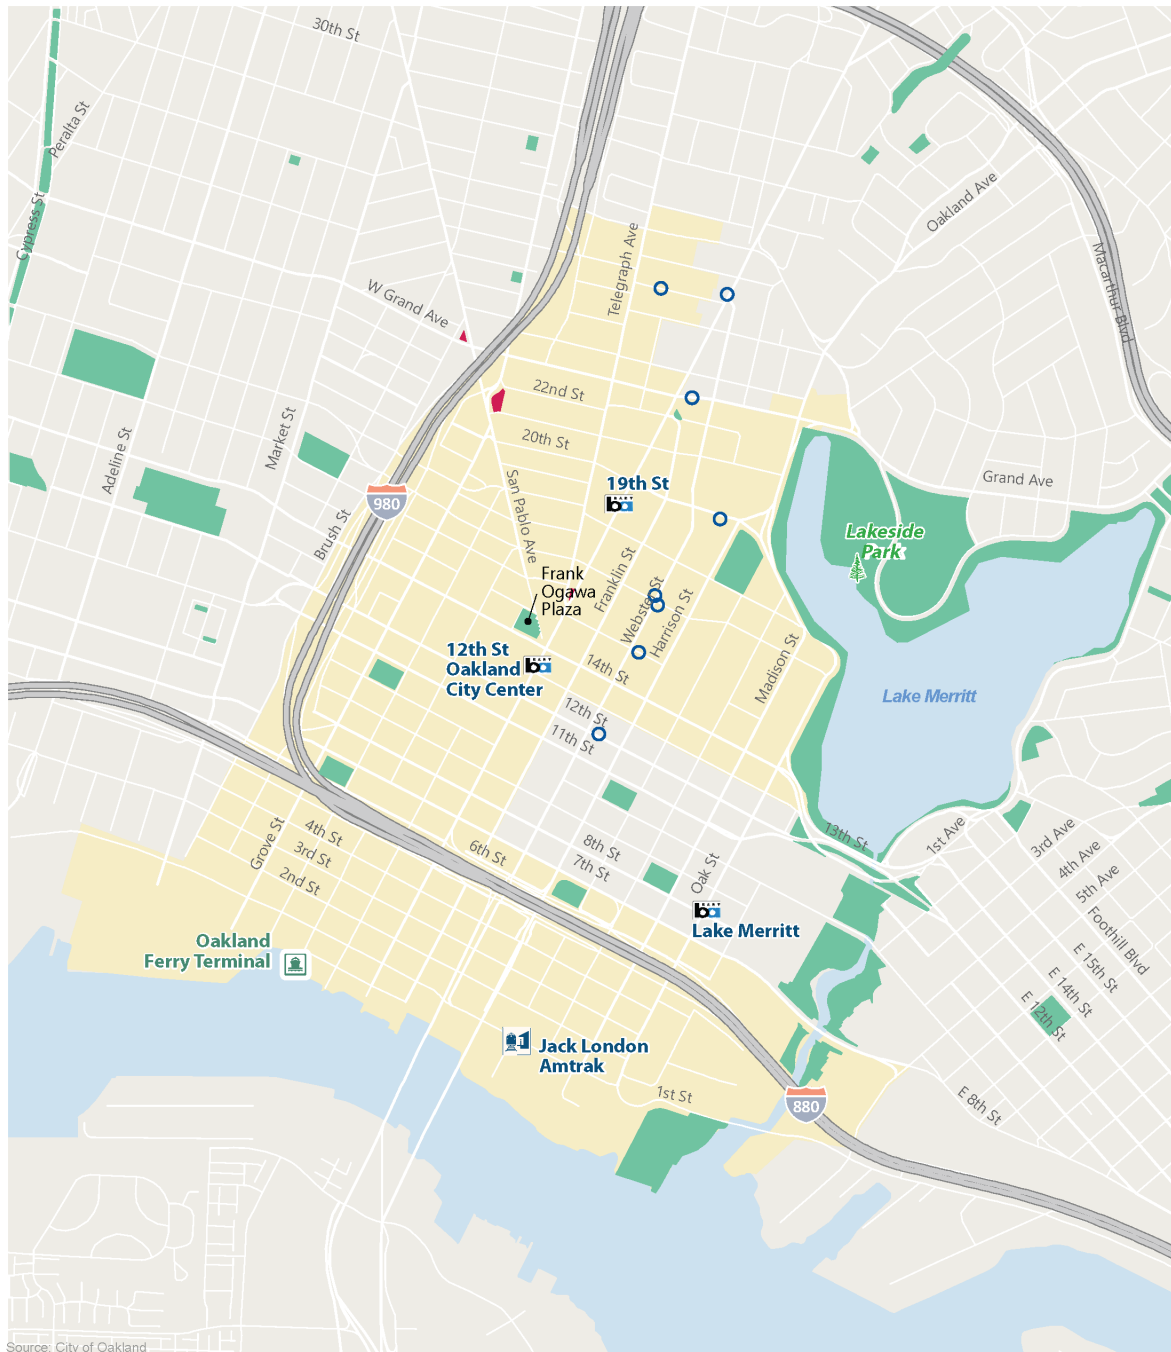 30th St
Peralta St
Cypress St
Oakland Ave
Macarthur Blvd
Telegraph Ave
W Grand Ave
22nd St
20th St
Market St
Adeline St
19th St
Grand Ave
980
San Pablo Ave
Brush St
Lakeside
Park
Frank
Ogawa
Plaza
Franklin St
Webster St
Harrison St
12th St
Oakland
City Center
14th St
Madison St
Lake Merritt
12th St
11th St
Grove St
4th St
3rd St
2nd St
6th St
8th St
7th St
Oak St
13th St
1st Ave
3rd Ave
4th Ave
5th Ave
Foothill Blvd
E 15th St
E 14th St
E 12th St
Lake Merritt
Oakland
Ferry Terminal
Jack London
Amtrak
1st St
880
E 8th St
Source: City of Oakland